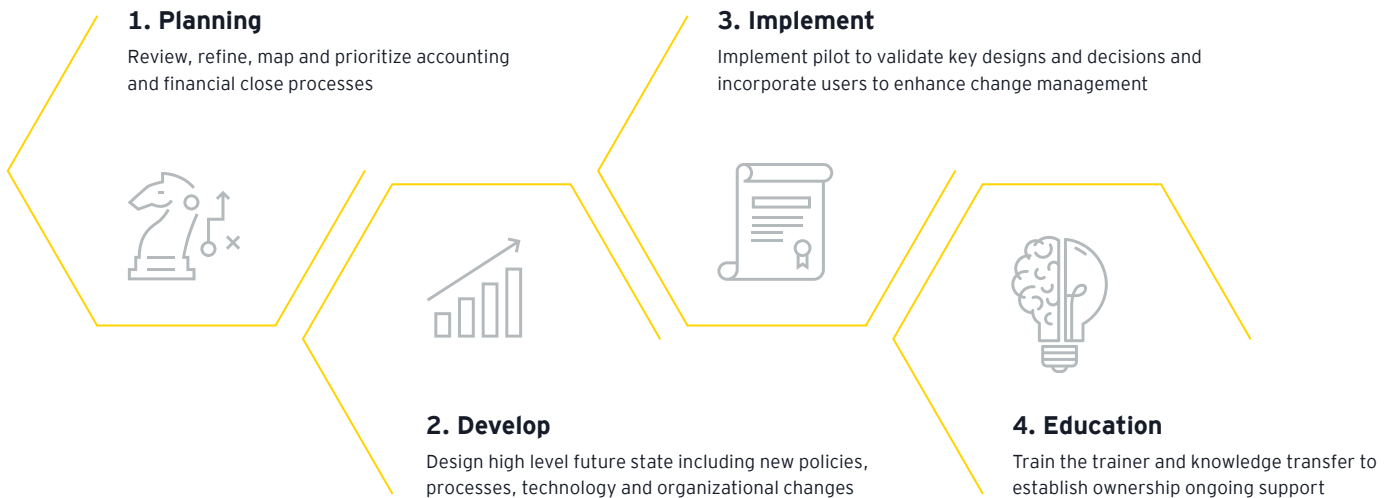 1. Planning
Review, refine, map and prioritize accounting
and financial close processes
2. Develop
Design high level future state including new policies,
processes, technology and organizational changes
3. Implement
Implement pilot to validate key designs and decisions and
incorporate users to enhance change management
4. Education
Train the trainer and knowledge transfer to
establish ownership ongoing support